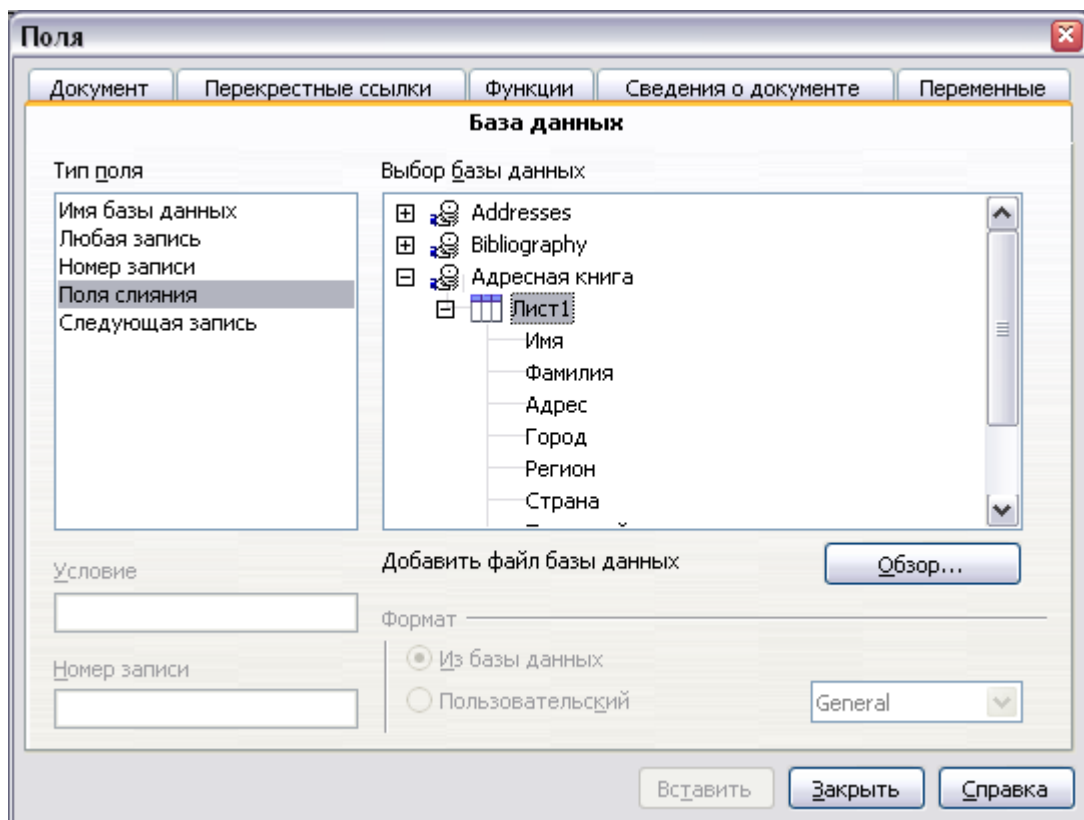 Поля
Документ Перекрестные ссылки Функции Сведения о документе Переменные
База данных
Тип поля
Имя базы данных
Любая запись
Номер записи
Поля слияния
Следующая запись
Выбор базы данных
Addresses
Bibliography
Адресная книга
Лист1
Имя
Фамилия
Адрес
Город
Регион
Страна
Добавить файл базы данных
Обзор...
Условие
Номер записи
Формат
Из базы данных
Пользовательский
General
Вставить Закрыть Справка